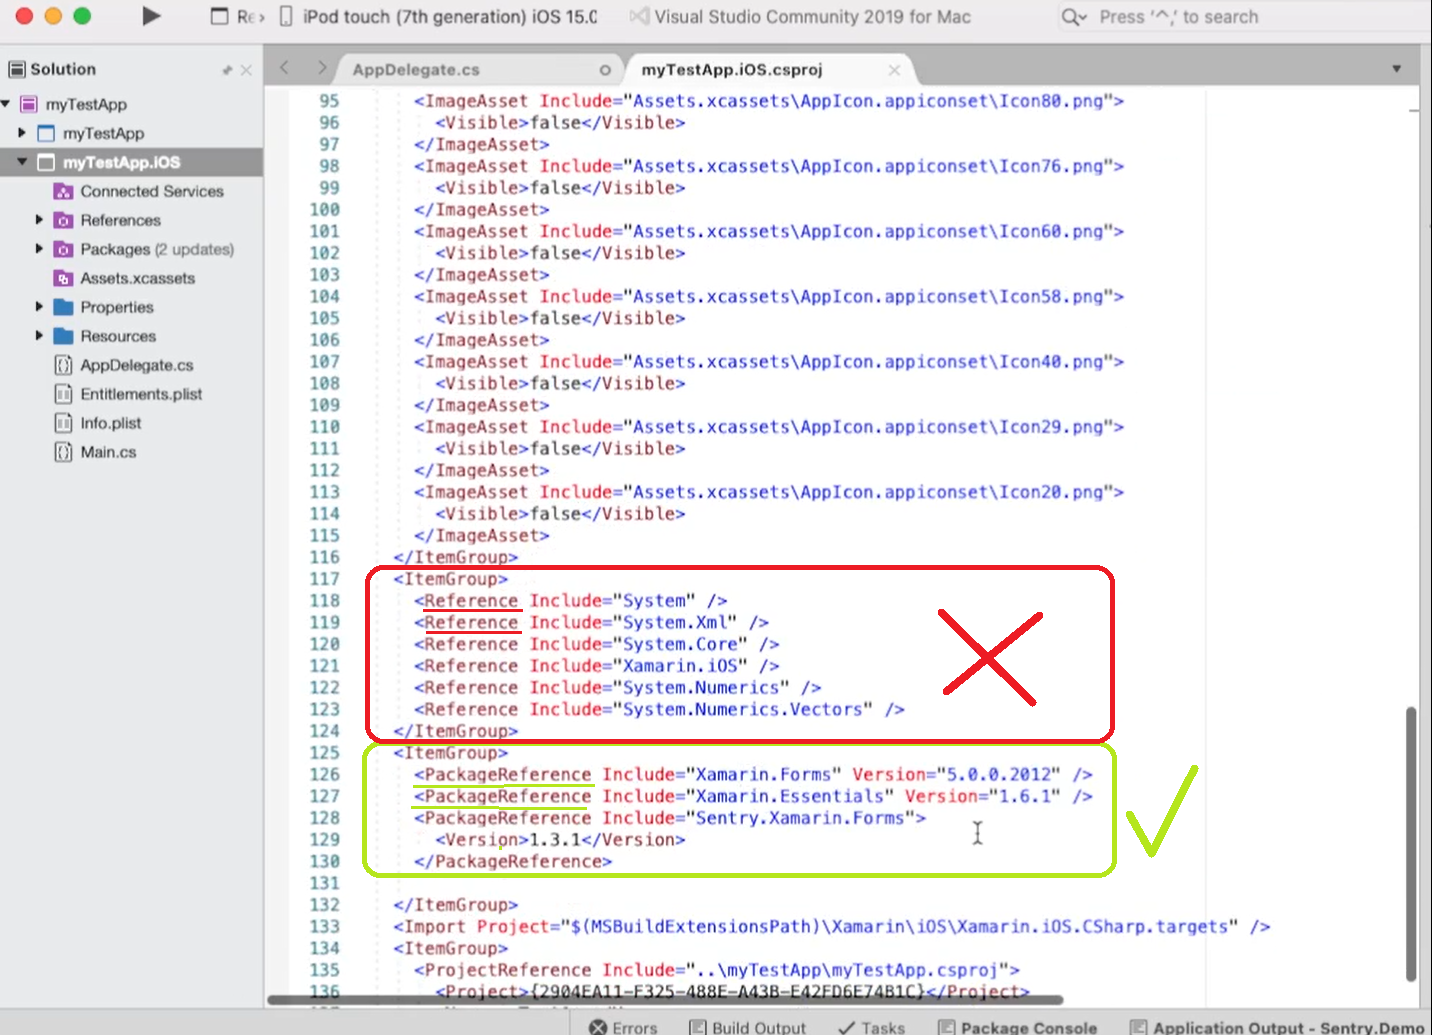 Re › iPod touch (7th generation) iOS 15.0 Visual Studio Community 2019 for Mac Press '^,' to search
Solution
AppDelegate.cs
myTestApp.iOS.csproj
myTestApp
myTestApp
myTestApp.iOS
Connected Services
References
Packages (2 updates)
Assets.xcassets
Properties
Resources
AppDelegate.cs
Entitlements.plist
Info.plist
Main.cs
95 <ImageAsset Include="Assets.xcassets\AppIcon.appiconset\Icon80.png">
96 <Visible>false</Visible>
97 </ImageAsset>
98 <ImageAsset Include="Assets.xcassets\AppIcon.appiconset\Icon76.png">
99 <Visible>false</Visible>
100 </ImageAsset>
101 <ImageAsset Include="Assets.xcassets\AppIcon.appiconset\Icon60.png">
102 <Visible>false</Visible>
103 </ImageAsset>
104 <ImageAsset Include="Assets.xcassets\AppIcon.appiconset\Icon58.png">
105 <Visible>false</Visible>
106 </ImageAsset>
107 <ImageAsset Include="Assets.xcassets\AppIcon.appiconset\Icon40.png">
108 <Visible>false</Visible>
109 </ImageAsset>
110 <ImageAsset Include="Assets.xcassets\AppIcon.appiconset\Icon29.png">
111 <Visible>false</Visible>
112 </ImageAsset>
113 <ImageAsset Include="Assets.xcassets\AppIcon.appiconset\Icon20.png">
114 <Visible>false</Visible>
115 </ImageAsset>
116 </ItemGroup>
117 <ItemGroup>
118 <Reference Include="System" />
119 <Reference Include="System.Xml" />
120 <Reference Include="System.Core" />
121 <Reference Include="Xamarin.iOS" />
122 <Reference Include="System.Numerics" />
123 <Reference Include="System.Numerics.Vectors" />
124 </ItemGroup>
125 <ItemGroup>
126 <PackageReference Include="Xamarin.Forms" Version="5.0.0.2012" />
127 <PackageReference Include="Xamarin.Essentials" Version="1.6.1" />
128 <PackageReference Include="Sentry.Xamarin.Forms">
129 <Version>1.3.1</Version>
130 </PackageReference>
131
132 </ItemGroup>
133 <Import Project="$(MSBuildExtensionsPath)\Xamarin\iOS\Xamarin.iOS.CSharp.targets" />
134 <ItemGroup>
135 <ProjectReference Include="..\myTestApp\myTestApp.csproj">
136 <Project>{2904EA11-F325-488E-A43B-E42FD6E74B1C}</Project>
Errors Build Output Tasks Package Console Application Output - Sentry.Demo